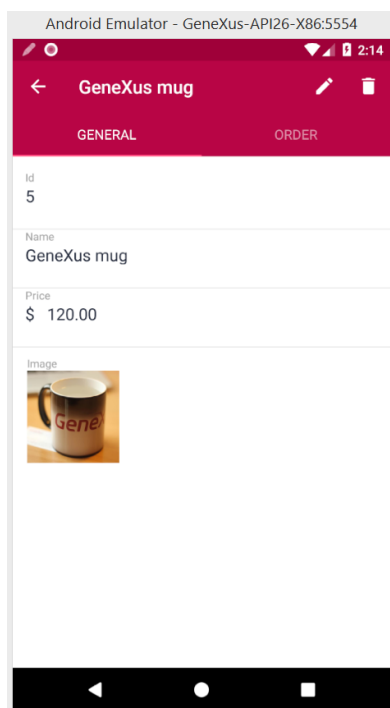 Android Emulator - GeneXus-API26-X86:5554
2:14
GeneXus mug
GENERAL ORDER
Id
5
Name
GeneXus mug
Price
$ 120.00
Image
Gene